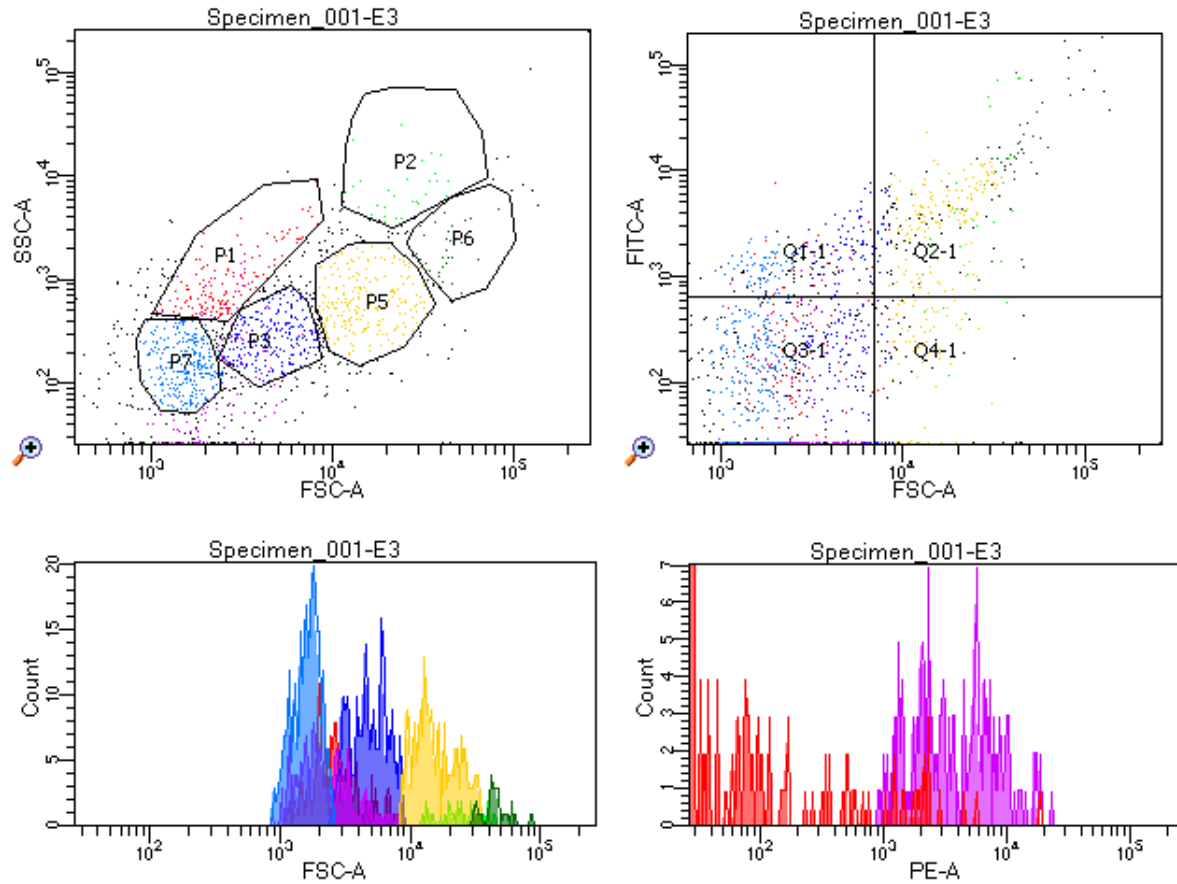 Specimen_001-E3
SSC-A
10^5
10^4
10^3
10^2
P1
P2
P3
P5
P6
P7
10^3 10^4 10^5
FSC-A
Specimen_001-E3
FITC-A
10^5
10^4
10^3
10^2
Q1-1 Q2-1
Q3-1 Q4-1
10^3 10^4 10^5
FSC-A
Specimen_001-E3
Count
20
15
10
5
0
10^2 10^3 10^4 10^5
FSC-A
Specimen_001-E3
Count
7
6
5
4
3
2
1
0
10^2 10^3 10^4 10^5
PE-A